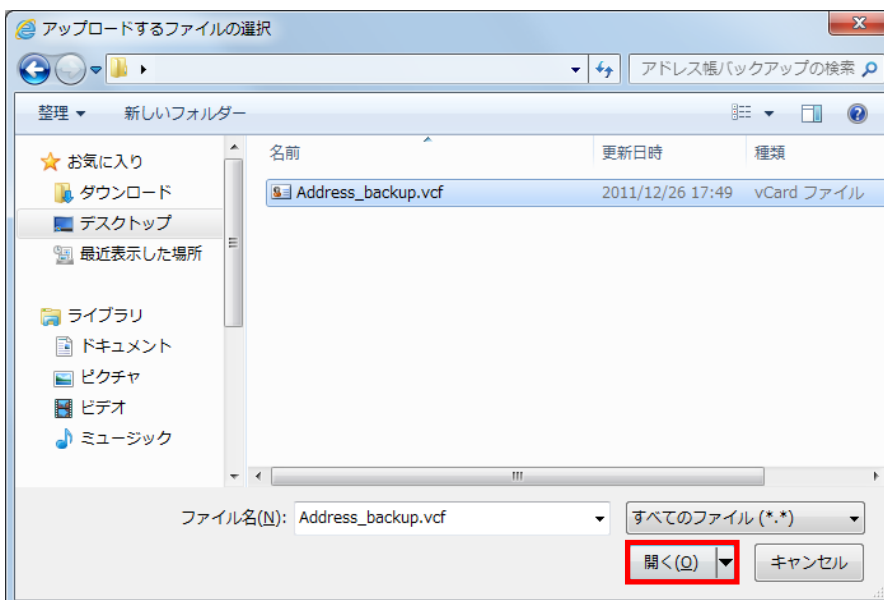 アップロードするファイルの選択
アドレス帳バックアップの検索
整理 新しいフォルダー
お気に入り
ダウンロード
デスクトップ
最近表示した場所
ライブラリ
ドキュメント
ピクチャ
ビデオ
ミュージック
名前 更新日時 種類
Address_backup.vcf 2011/12/26 17:49 vCard ファイル
ファイル名(N): Address_backup.vcf すべてのファイル (*.*)
開く(O) キャンセル